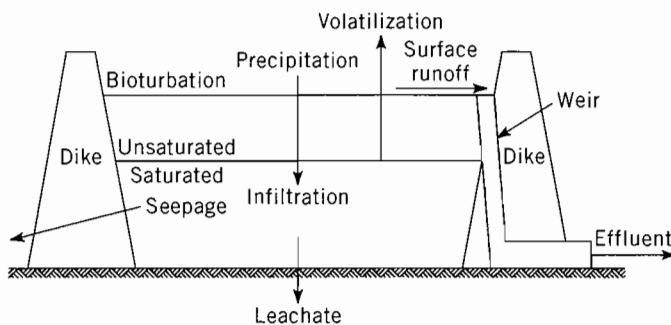 Volatilization
Precipitation
Surface
runoff
Bioturbation
Weir
Dike
Unsaturated
Dike
Saturated
Seepage
Infiltration
Effluent
Leachate